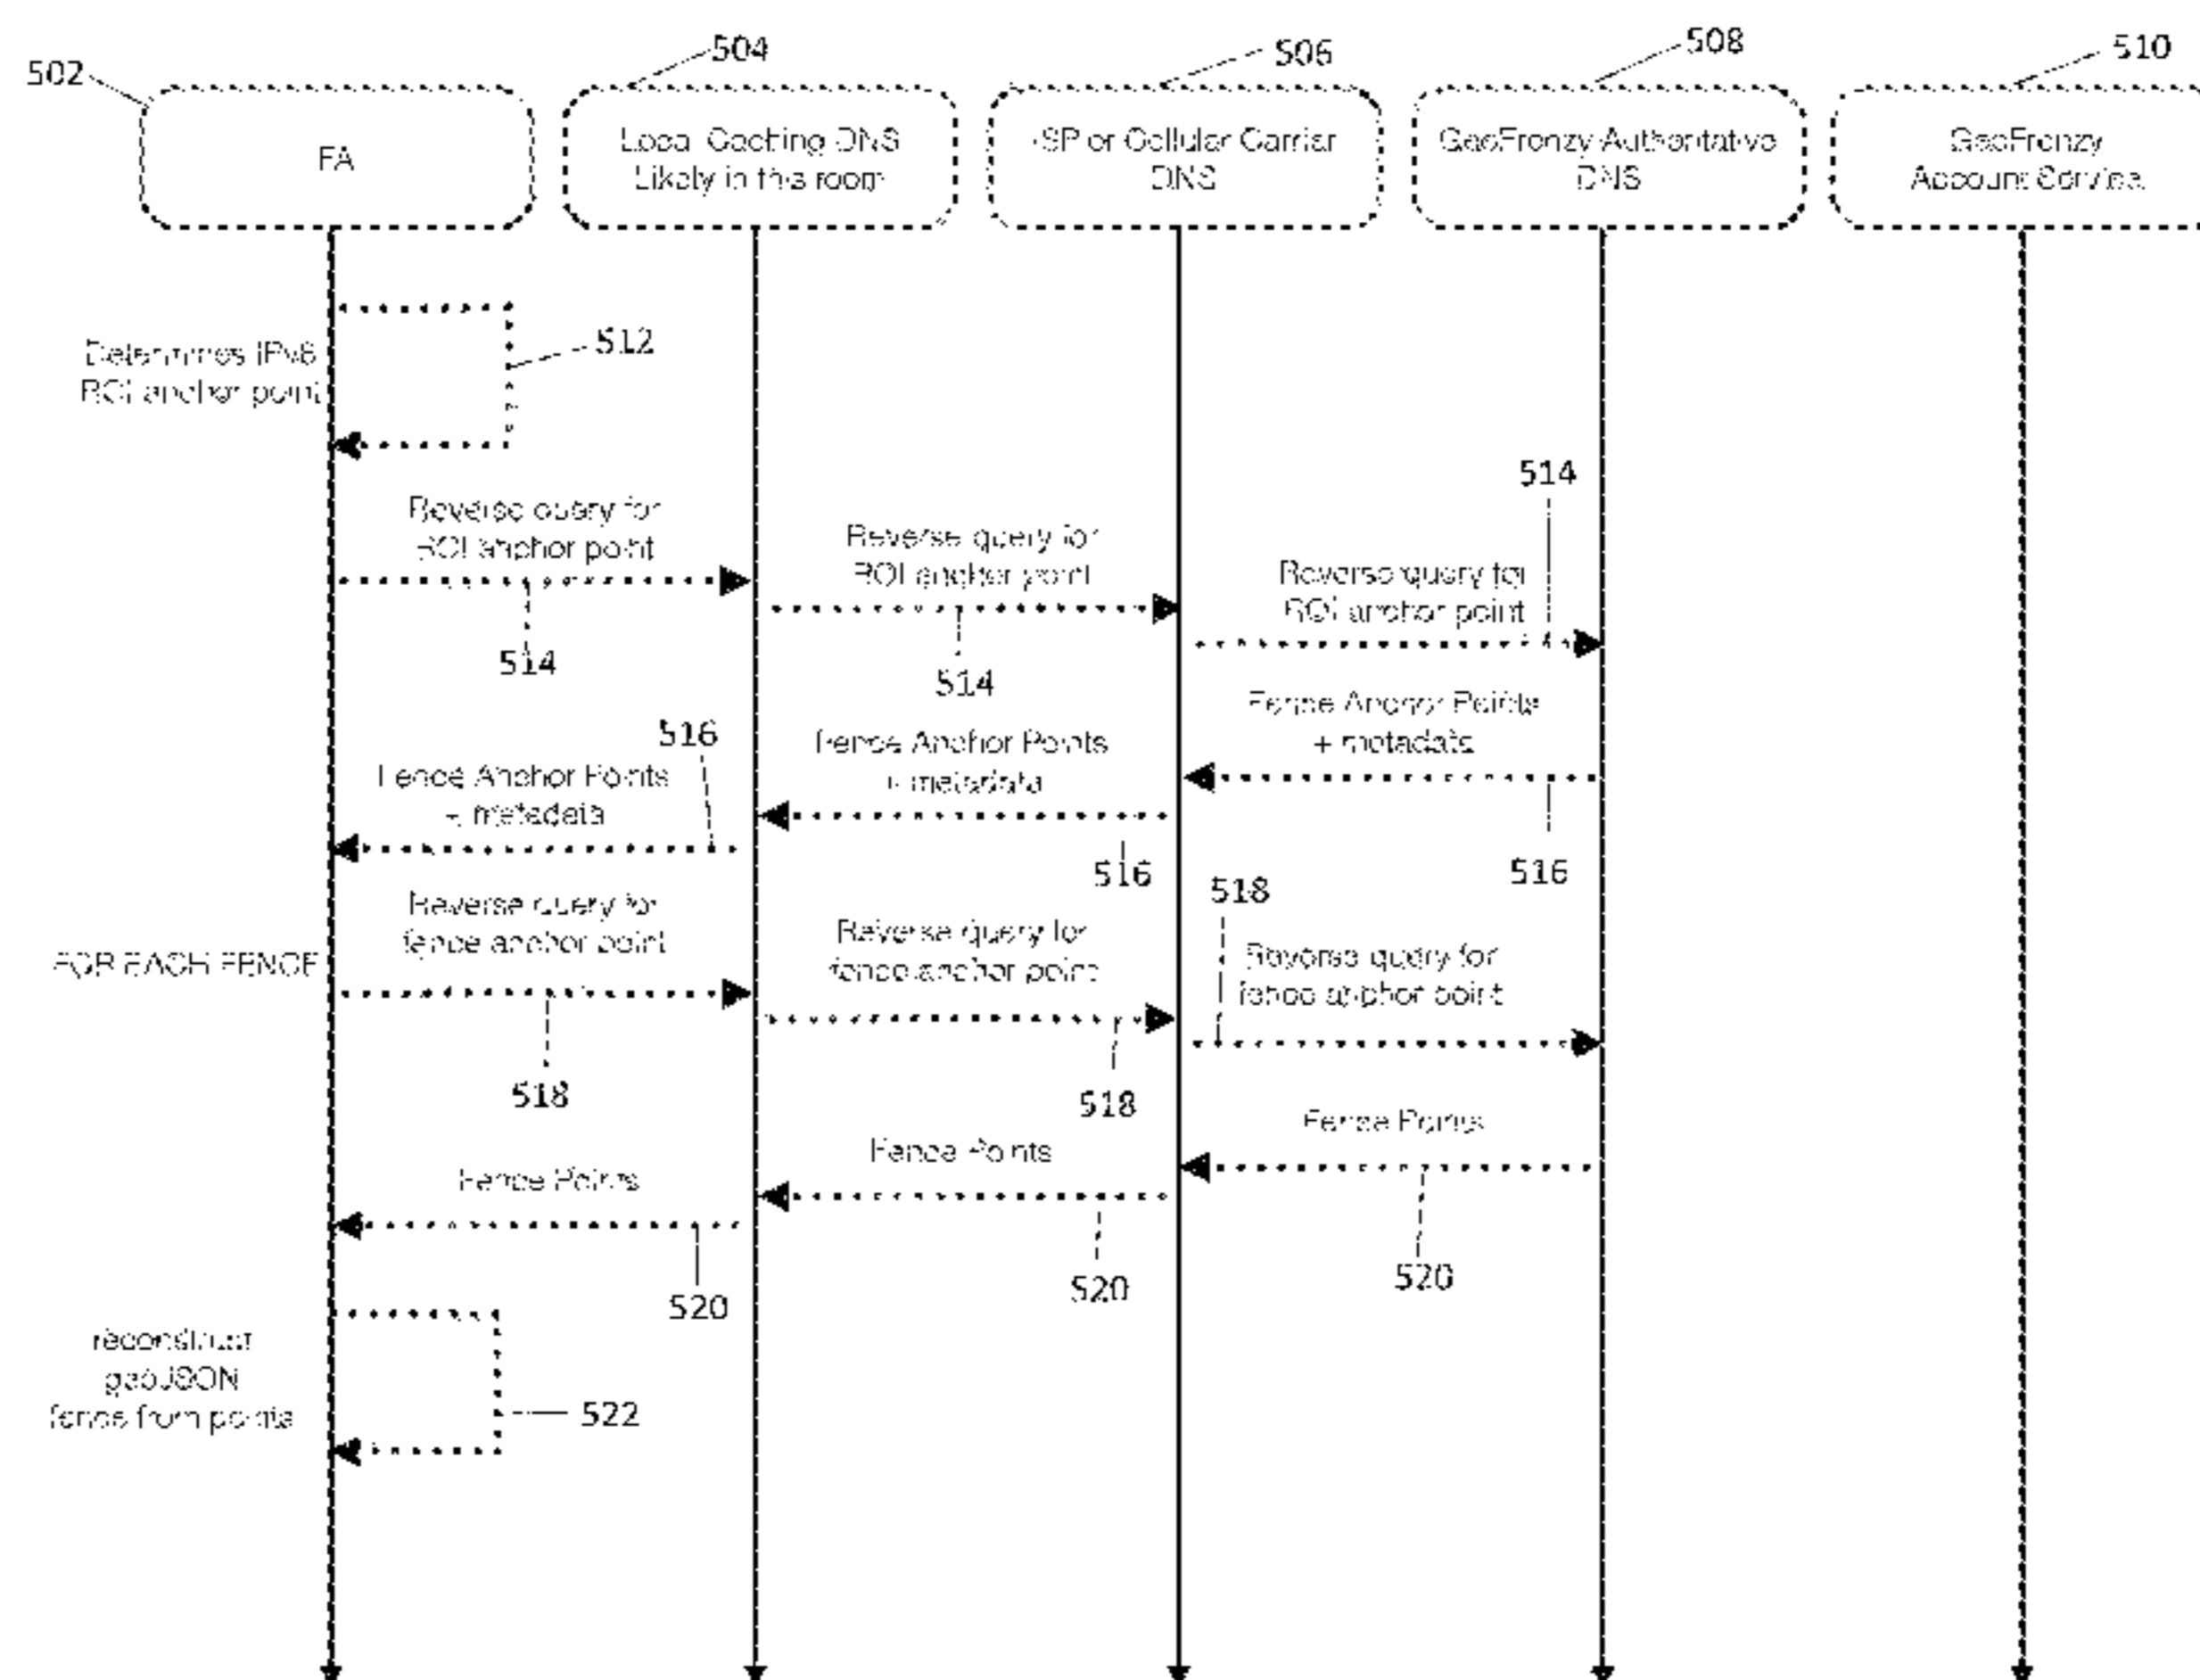 502
504
506
508
510
FA
Local Caching DNS
Likely in this room
ISP or Cellular Carrier
DNS
GeoFrenzy Authoritative
DNS
GeoFrenzy
Account Service
Determines IPv6
ROI anchor point
512
Reverse query for
ROI anchor point
514
Reverse query for
ROI anchor point
514
514
Reverse query for
ROI anchor point
Fence Anchor Points
+ metadata
516
Fence Anchor Points
+ metadata
516
516
Fence Anchor Points
+ metadata
FOR EACH FENCE
Reverse query for
fence anchor point
518
Reverse query for
fence anchor point
518
518
Reverse query for
fence anchor point
Fence Points
520
Fence Points
520
Fence Points
520
reconstruct
geoJSON
fence from points
522